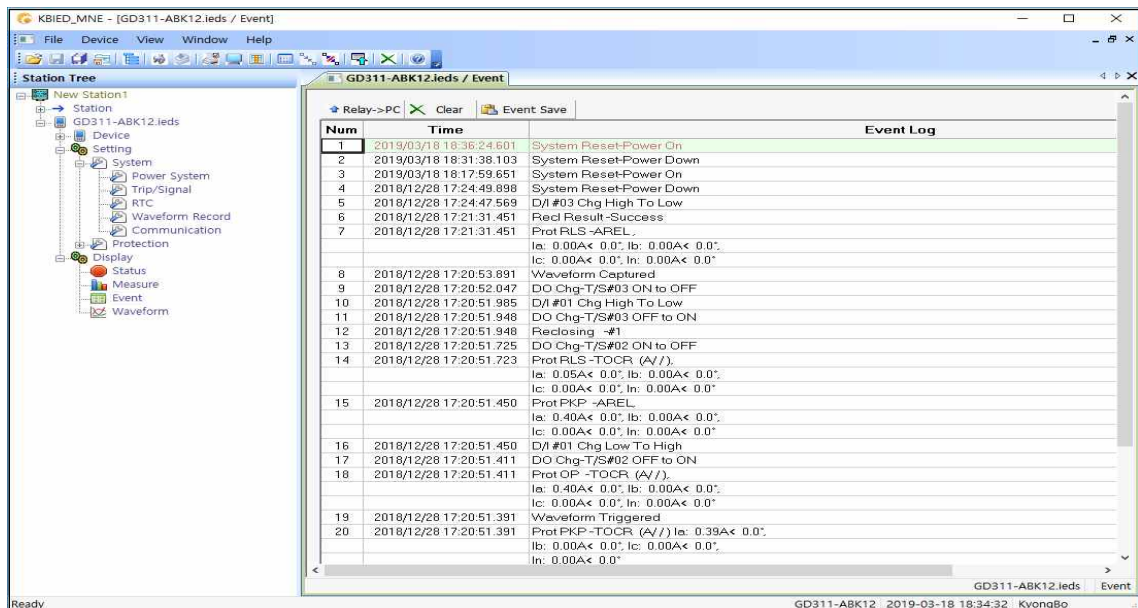 KBIED_MNE - [GD311-ABK12.ieds / Event]
File Device View Window Help
Station Tree
New Station1
Station
GD311-ABK12.ieds
Device
Setting
System
Power System
Trip/Signal
RTC
Waveform Record
Communication
Protection
Display
Status
Measure
Event
Waveform
GD311-ABK12.ieds / Event
Relay->PC Clear Event Save
Num Time Event Log
1 2019/03/18 18:36:24.601 System Reset-Power On
2 2019/03/18 18:31:38.103 System Reset-Power Down
3 2019/03/18 18:17:59.651 System Reset-Power On
4 2018/12/28 17:24:49.898 System Reset-Power Down
5 2018/12/28 17:24:47.569 D/I #03 Chg High To Low
6 2018/12/28 17:21:31.451 Recl Result-Success
7 2018/12/28 17:21:31.451 Prot RLS -AREL,
Ia: 0.00A< 0.0°, Ib: 0.00A< 0.0°,
Ic: 0.00A< 0.0°, In: 0.00A< 0.0°
8 2018/12/28 17:20:53.891 Waveform Captured
9 2018/12/28 17:20:52.047 DO Chg-T/S#03 ON to OFF
10 2018/12/28 17:20:51.985 D/I #01 Chg High To Low
11 2018/12/28 17:20:51.948 DO Chg-T/S#03 OFF to ON
12 2018/12/28 17:20:51.948 Reclosing -#1
13 2018/12/28 17:20:51.725 DO Chg-T/S#02 ON to OFF
14 2018/12/28 17:20:51.723 Prot RLS -TOCR (A//),
Ia: 0.05A< 0.0°, Ib: 0.00A< 0.0°,
Ic: 0.00A< 0.0°, In: 0.00A< 0.0°
15 2018/12/28 17:20:51.450 Prot PKP -AREL,
Ia: 0.40A< 0.0°, Ib: 0.00A< 0.0°,
Ic: 0.00A< 0.0°, In: 0.00A< 0.0°
16 2018/12/28 17:20:51.450 D/I #01 Chg Low To High
17 2018/12/28 17:20:51.411 DO Chg-T/S#02 OFF to ON
18 2018/12/28 17:20:51.411 Prot OP -TOCR (A//),
Ia: 0.40A< 0.0°, Ib: 0.00A< 0.0°,
Ic: 0.00A< 0.0°, In: 0.00A< 0.0°
19 2018/12/28 17:20:51.391 Waveform Triggered
20 2018/12/28 17:20:51.391 Prot PKP -TOCR (A//) Ia: 0.39A< 0.0°,
Ib: 0.00A< 0.0°, Ic: 0.00A< 0.0°,
In: 0.00A< 0.0°
GD311-ABK12.ieds Event
Ready GD311-ABK12 2019-03-18 18:34:32 KyongBo